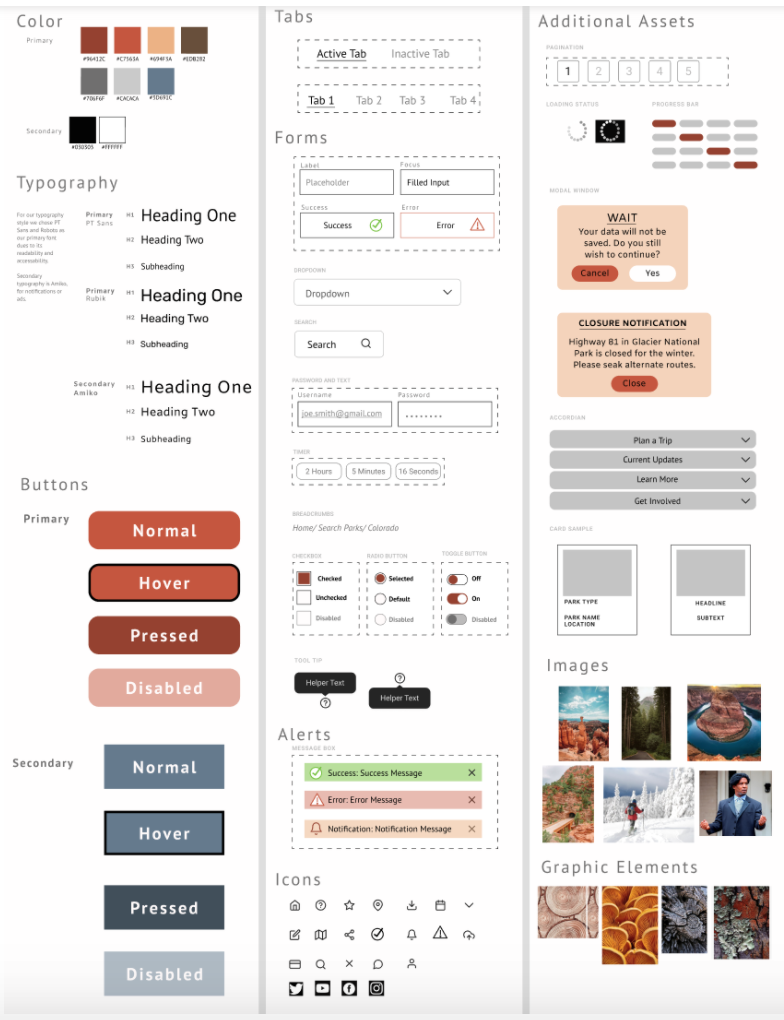 Color
Primary
#96412C
#C7563A
#694F3A
#706F6F
#CACACA
Secondary
#FFFFFF
Typography
For our typography
style we chose PT
Sans and Roboto as
our primary font
dues to its
readability and
accessability.
Secondary
typography is Amiko,
for notifications or
ads.
Primary
PT Sans
H1 Heading One
H2 Heading Two
H3 Subheading
Primary
Rubik
H1 Heading One
H2 Heading Two
H3 Subheading
Secondary
Amiko
H1 Heading One
H2 Heading Two
H3 Subheading
Buttons
Primary
Normal
Hover
Pressed
Disabled
Secondary
Normal
Hover
Pressed
Disabled
Tabs
Active Tab Inactive Tab
Tab 1 Tab 2 Tab 3 Tab 4
Forms
Label Focus
Placeholder Filled Input
Success Error
Success Error
DROPDOWN
Dropdown
SEARCH
Search
PASSWORD AND TEXT
Username Password
joe.smith@gmail.com
TIMER
2 Hours 5 Minutes 16 Seconds
BREADCRUMBS
Home/ Search Parks/ Colorado
CHECKBOX RADIO BUTTON TOGGLE BUTTON
Checked Selected Off
Unchecked Default On
Disabled Disabled Disabled
TOOL TIP
Helper Text
Helper Text
Alerts
MESSAGE BOX
Success: Success Message
Error: Error Message
Notification: Notification Message
Icons
Additional Assets
PAGINATION
1 2 3 4 5
LOADING STATUS PROGRESS BAR
MODAL WINDOW
WAIT
Your data will not be
saved. Do you still
wish to continue?
Cancel Yes
CLOSURE NOTIFICATION
Highway 81 in Glacier National
Park is closed for the winter.
Please seak alternate routes.
Close
ACCORDIAN
Plan a Trip
Current Updates
Learn More
Get Involved
CARD SAMPLE
PARK TYPE
PARK NAME
LOCATION
HEADLINE
SUBTEXT
Images
Graphic Elements